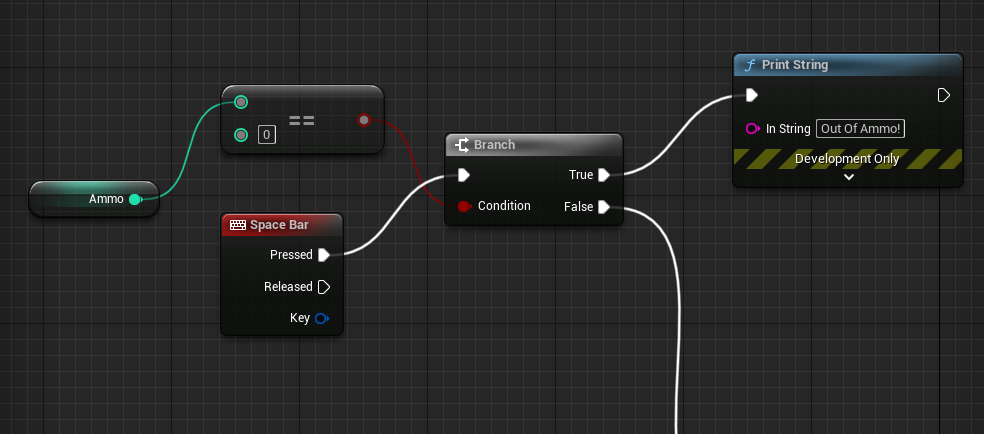 Ammo
==
0
Space Bar
Pressed
Released
Key
Branch
True
Condition
False
f Print String
In String Out Of Ammo!
Development Only